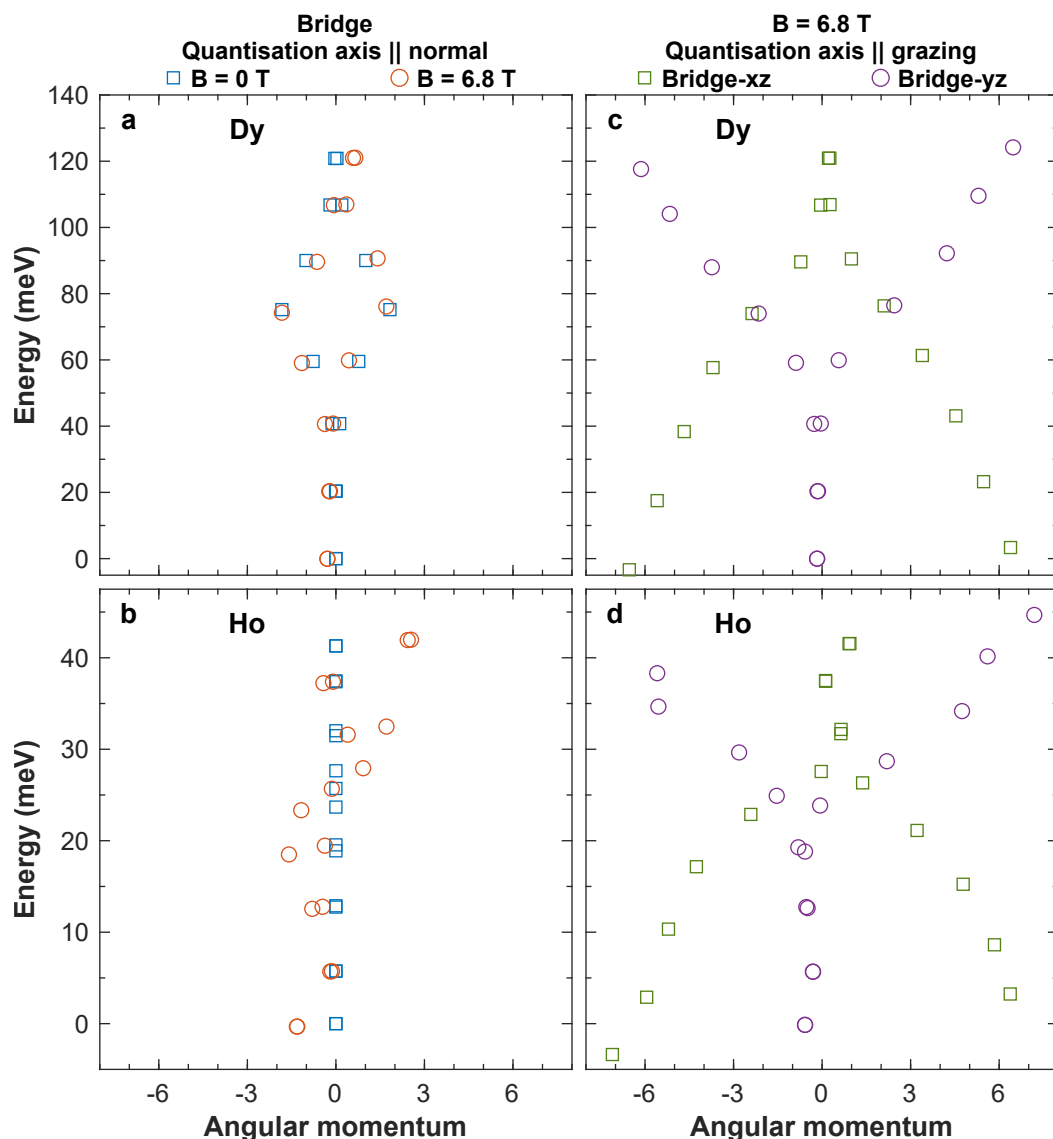 Bridge
Quantisation axis || normal
B = 0 T B = 6.8 T
B = 6.8 T
Quantisation axis || grazing
Bridge-xz Bridge-yz
a Dy
c Dy
140
120
100
80
60
40
20
0
Energy (meV)
b Ho
d Ho
40
30
20
10
0
Energy (meV)
-6 -3 0 3 6
-6 -3 0 3 6
Angular momentum
Angular momentum